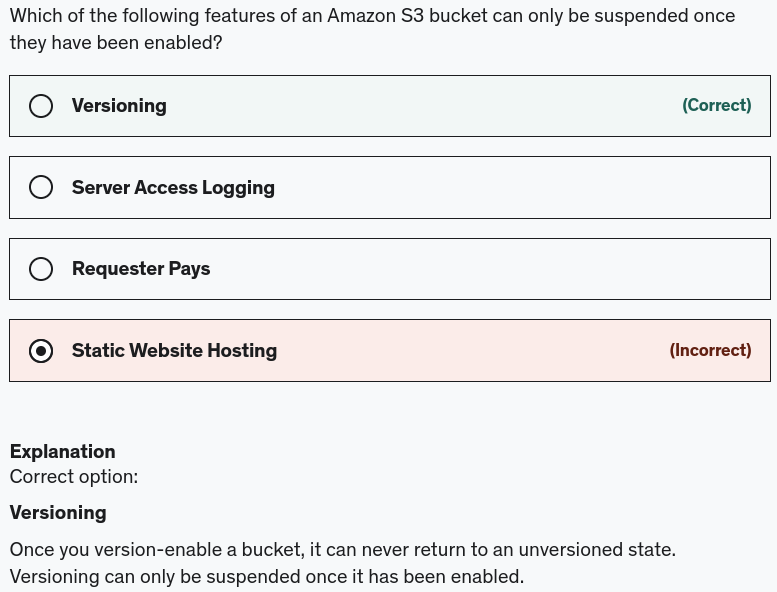 Which of the following features of an Amazon S3 bucket can only be suspended once
they have been enabled?
Versioning (Correct)
Server Access Logging
Requester Pays
Static Website Hosting (Incorrect)
Explanation
Correct option:
Versioning
Once you version-enable a bucket, it can never return to an unversioned state.
Versioning can only be suspended once it has been enabled.